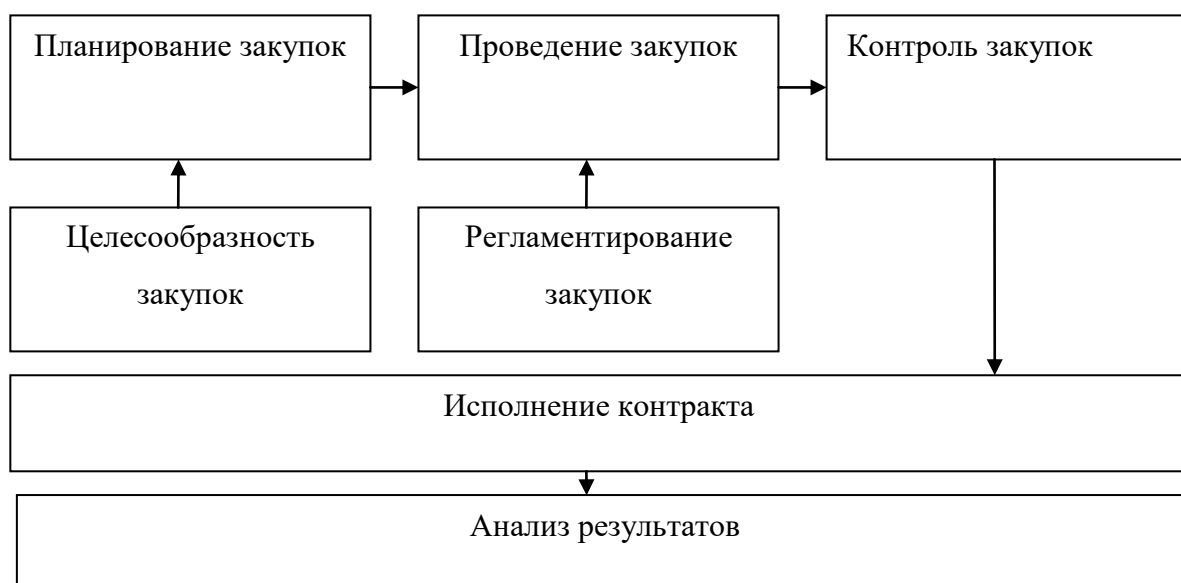 Планирование закупок
Проведение закупок
Контроль закупок
Целесообразность
закупок
Регламентирование
закупок
Исполнение контракта
Анализ результатов